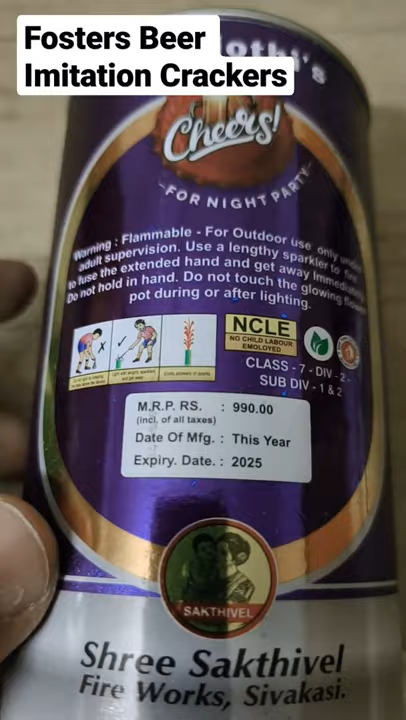 Fosters Beer
Imitation Crackers
Cheers!
FOR NIGHT PARTY
Warning : Flammable - For Outdoor use only under
adult supervision. Use a lengthy sparkler to
to fuse the extended hand and get away
Do not hold in hand. Do not touch the glowing
pot during or after lighting.
NCLE
NO CHILD LABOUR
EMOLOYED
CLASS - 7 - DIV - 2 -
SUB DIV - 1 & 2
M.R.P. RS. : 990.00
(incl. of all taxes)
Date Of Mfg. : This Year
Expiry. Date. : 2025
SAKTHIVEL
Shree Sakthivel
Fire Works, Sivakasi.